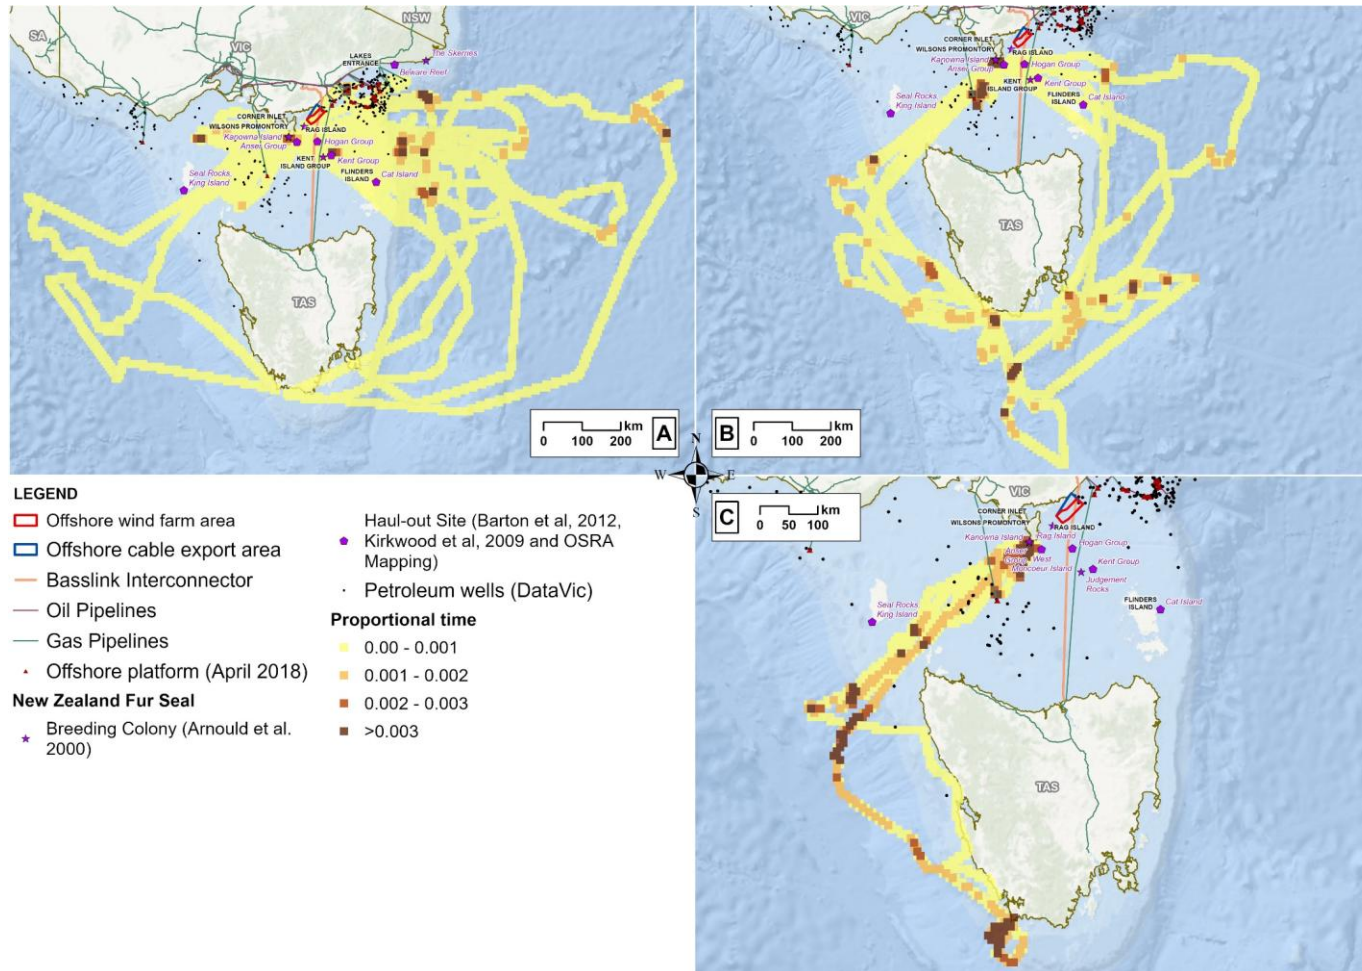 SA
VIC
NSW
LAKES
ENTRANCE
The Skerries
Beware Reef
CORNER INLET
WILSONS PROMONTORY
RAG ISLAND
Kanowna Island
Anser Group
Hogan Group
KENT
ISLAND GROUP
Kent Group
FLINDERS
ISLAND
Cat Island
Seal Rocks,
King Island
TAS
km
0 100 200
A
VIC
CORNER INLET
WILSONS PROMONTORY
RAG ISLAND
Kanowna Island
Anser Group
Hogan Group
KENT
ISLAND GROUP
Kent Group
FLINDERS
ISLAND
Cat Island
Seal Rocks,
King Island
TAS
km
0 100 200
B
N
W E
S
LEGEND
Offshore wind farm area
Offshore cable export area
Basslink Interconnector
Oil Pipelines
Gas Pipelines
Offshore platform (April 2018)
New Zealand Fur Seal
Breeding Colony (Arnould et al.
2000)
Haul-out Site (Barton et al, 2012,
Kirkwood et al, 2009 and OSRA
Mapping)
Petroleum wells (DataVic)
Proportional time
0.00 - 0.001
0.001 - 0.002
0.002 - 0.003
>0.003
C
km
0 50 100
VIC
CORNER INLET
WILSONS PROMONTORY
RAG ISLAND
Rag Island
Kanowna Island
Anser
Group
West
Moncoeur Island
Hogan Group
Kent Group
Judgement
Rocks
FLINDERS
ISLAND
Cat Island
Seal Rocks,
King Island
TAS